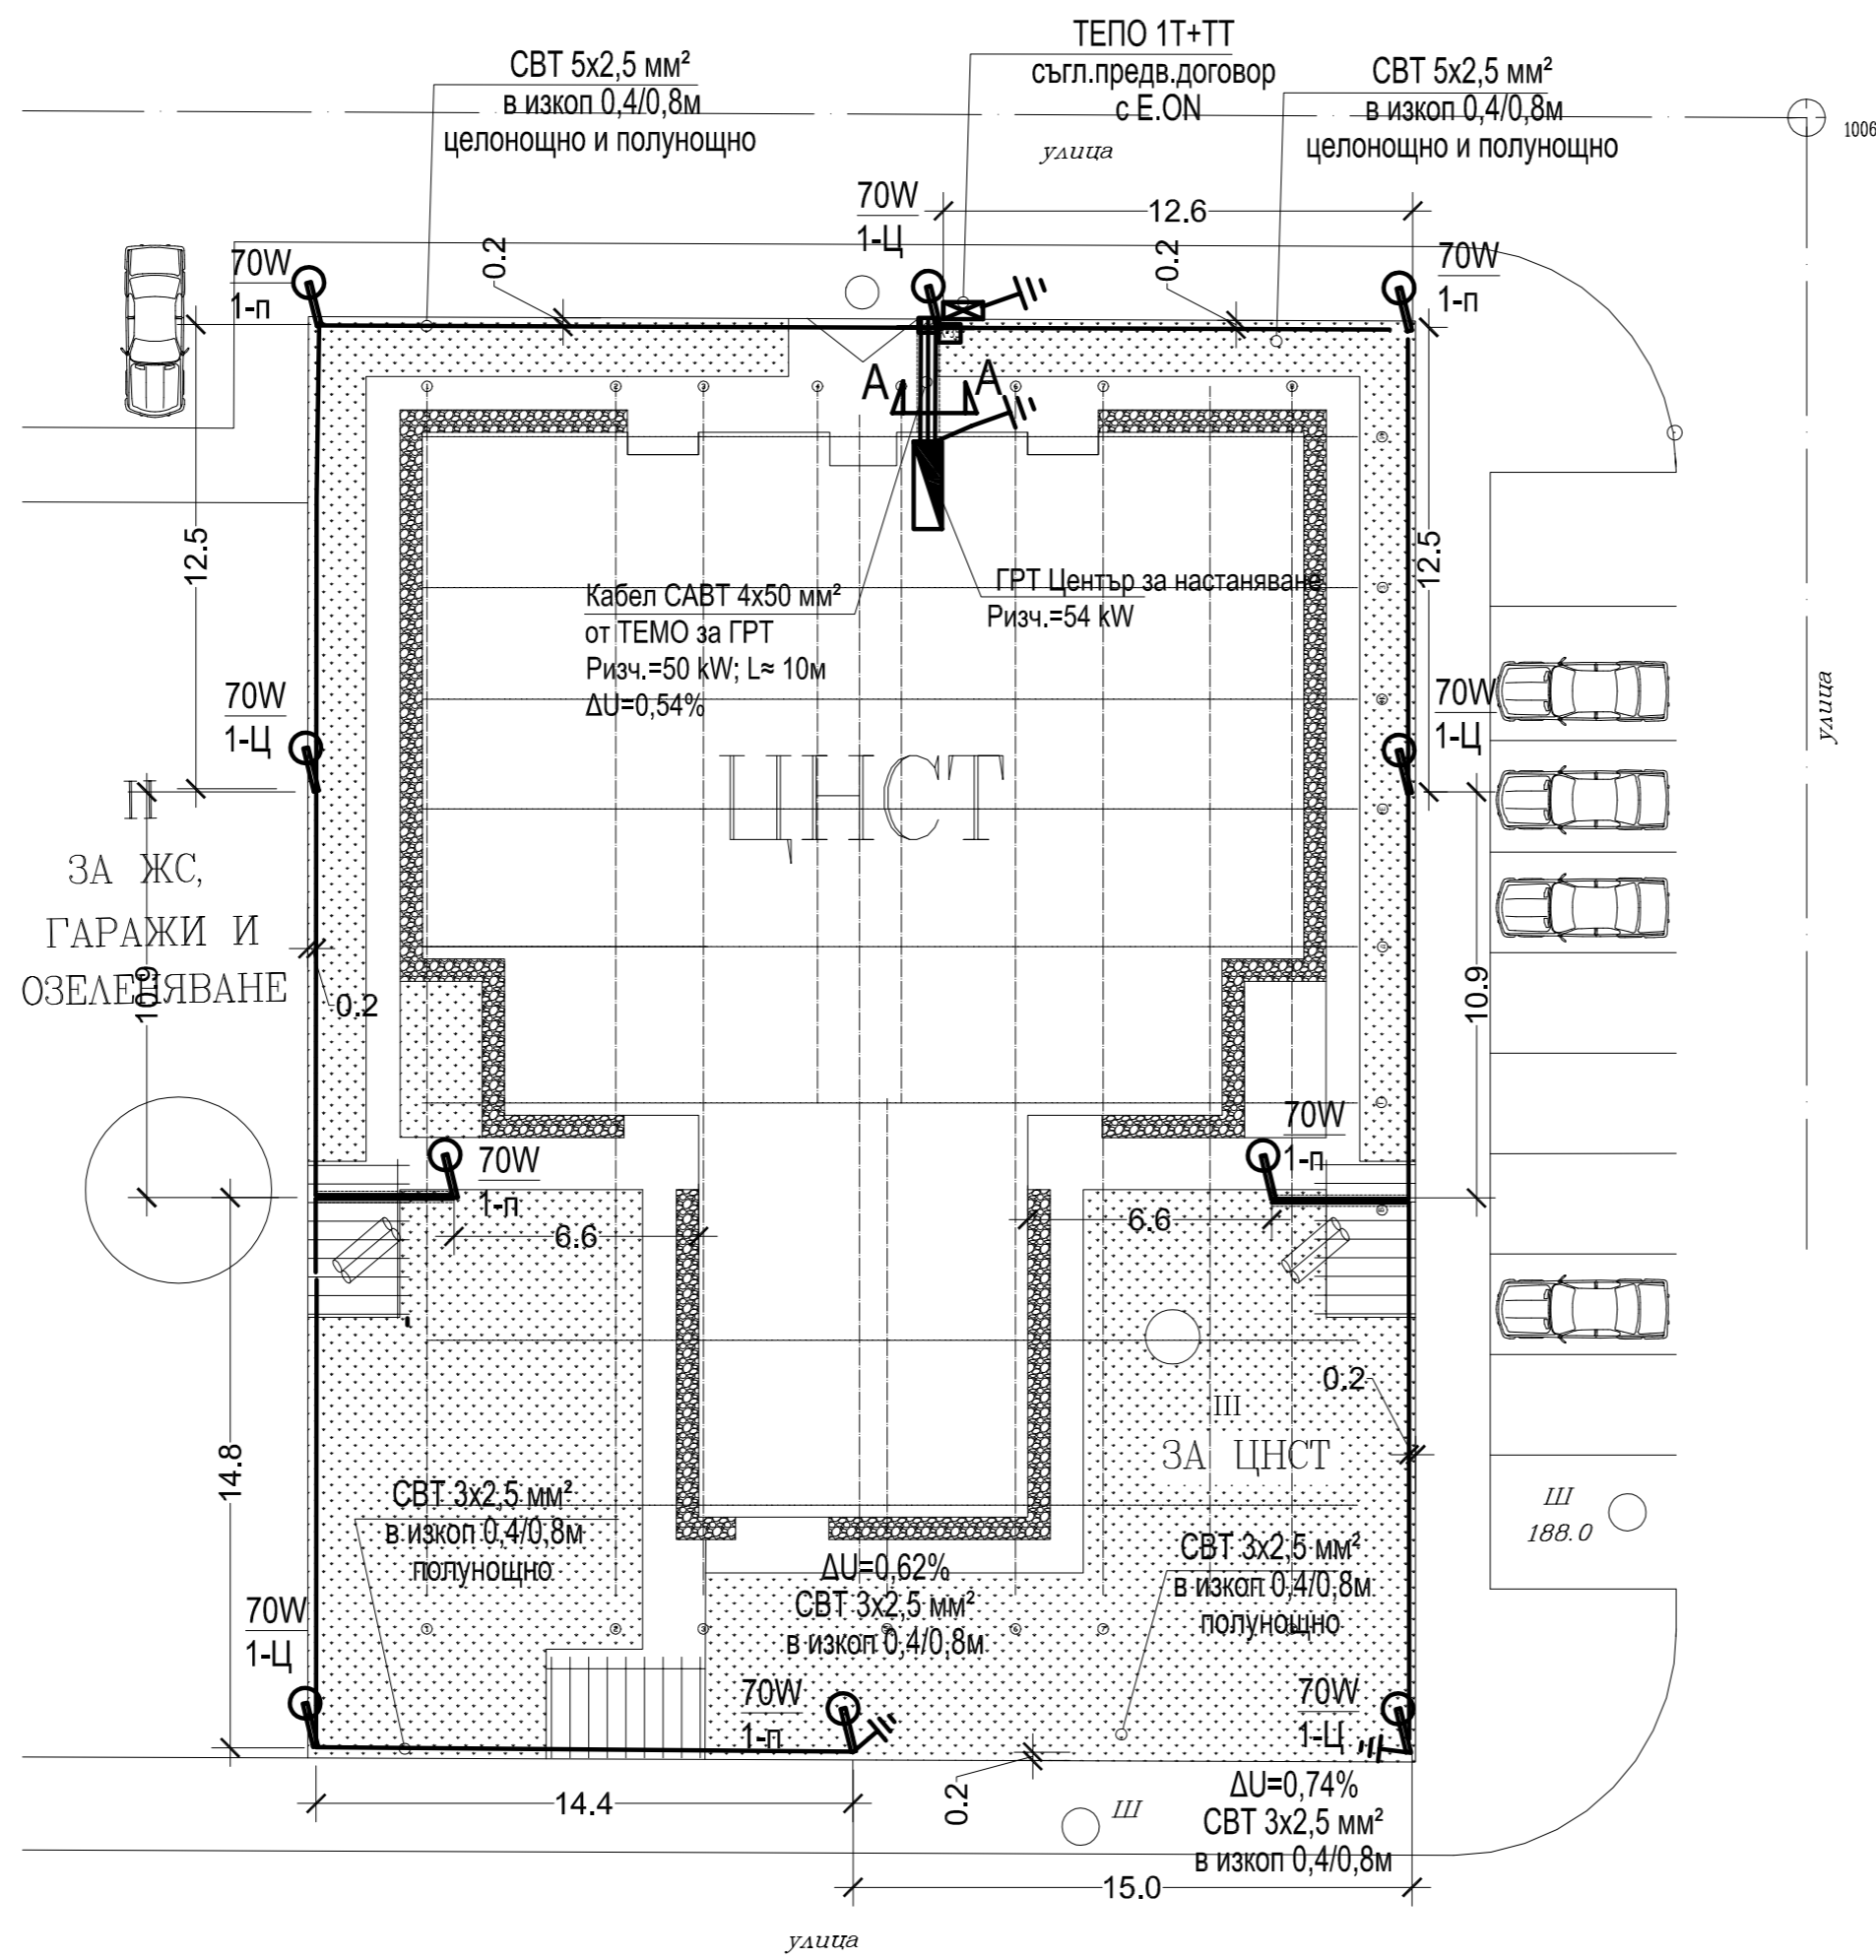 ТЕПО 1Т+ТТ
съгл.предв.договор
с E.ON
СВТ 5х2,5 мм²
в изкоп 0,4/0,8м
целонощно и полунощно
СВТ 5х2,5 мм²
в изкоп 0,4/0,8м
целонощно и полунощно
1006
улица
70W
1-Ц
12.6
0.2
0.2
70W
1-п
70W
1-п
А
А
12.5
12.5
Кабел САВТ 4х50 мм²
от ТЕМО за ГРТ
Ризч.=50 kW; L≈ 10м
ΔU=0,54%
ГРТ Център за настаняване
Ризч.=54 kW
70W
1-Ц
70W
1-Ц
улица
ЦНСТ
П
ЗА ЖС,
ГАРАЖИ И
ОЗЕЛЕНЯВАНЕ
10.9
0.2
10.9
70W
1-п
70W
1-п
6.6
6.6
0.2
III
ЗА ЦНСТ
14.8
СВТ 3х2,5 мм²
в изкоп 0,4/0,8м
полунощно
ΔU=0,62%
СВТ 3х2,5 мм²
в изкоп 0,4/0,8м
СВТ 3х2,5 мм²
в изкоп 0,4/0,8м
полунощно
Ш
188.0
70W
1-Ц
70W
1-п
70W
1-Ц
14.4
0.2
Ш
ΔU=0,74%
СВТ 3х2,5 мм²
в изкоп 0,4/0,8м
15.0
улица